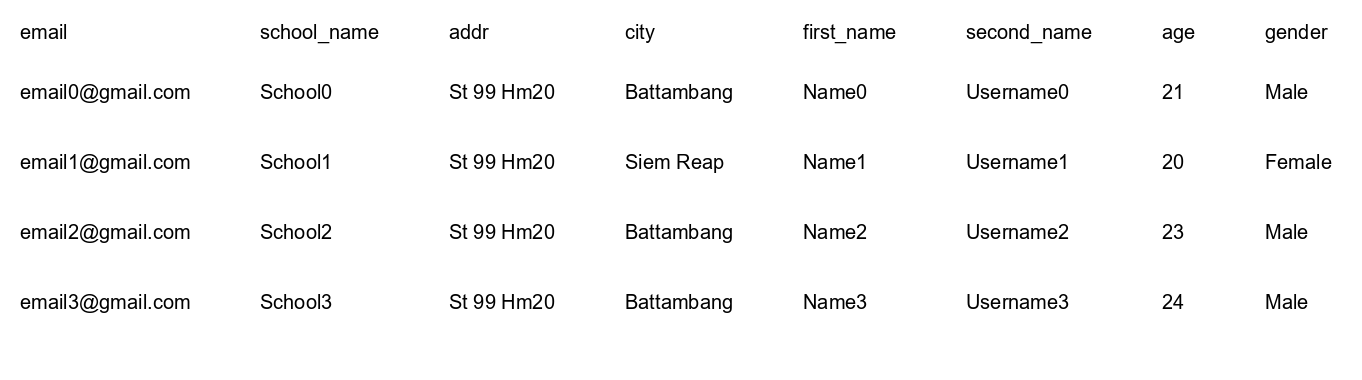 email school_name addr city first_name second_name age gender
email0@gmail.com School0 St 99 Hm20 Battambang Name0 Username0 21 Male
email1@gmail.com School1 St 99 Hm20 Siem Reap Name1 Username1 20 Female
email2@gmail.com School2 St 99 Hm20 Battambang Name2 Username2 23 Male
email3@gmail.com School3 St 99 Hm20 Battambang Name3 Username3 24 Male